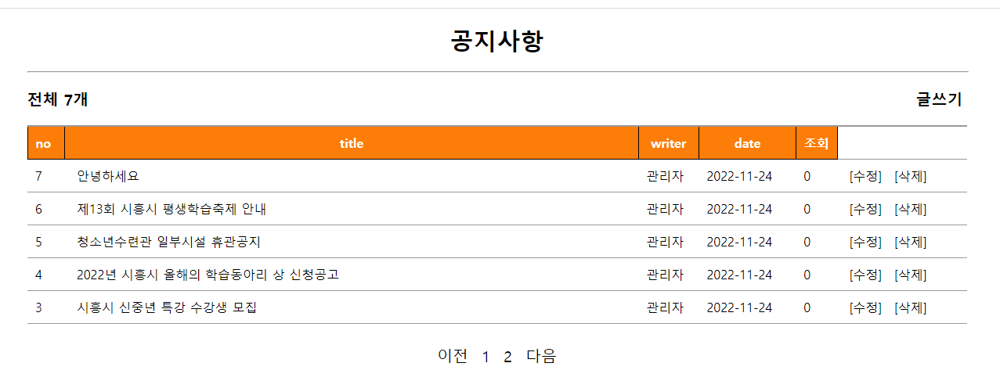 공지사항
전체 7개 글쓰기
no title writer date 조회
7 안녕하세요 관리자 2022-11-24 0 [수정] [삭제]
6 제13회 시흥시 평생학습축제 안내 관리자 2022-11-24 0 [수정] [삭제]
5 청소년수련관 일부시설 휴관공지 관리자 2022-11-24 0 [수정] [삭제]
4 2022년 시흥시 올해의 학습동아리 상 신청공고 관리자 2022-11-24 0 [수정] [삭제]
3 시흥시 신중년 특강 수강생 모집 관리자 2022-11-24 0 [수정] [삭제]
이전 1 2 다음